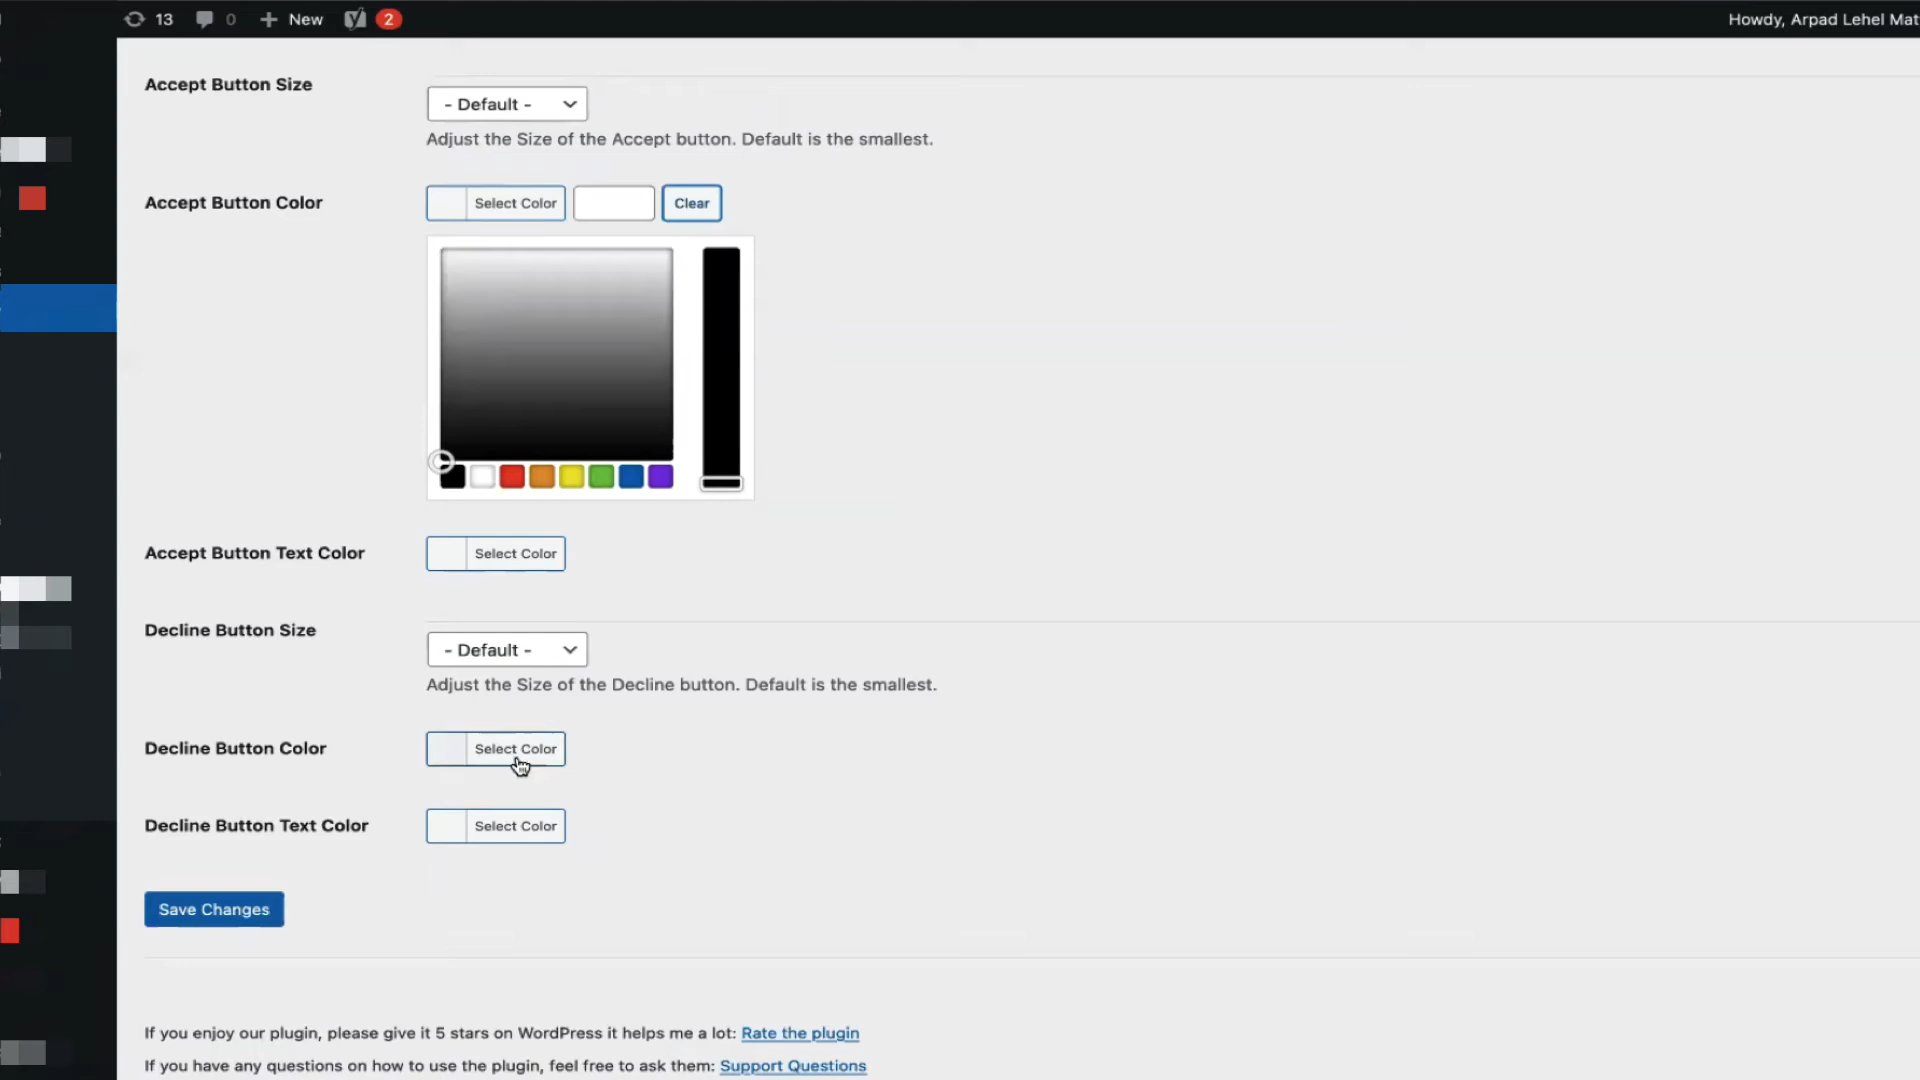 13 0 New 2 Howdy, Arpad Lehel Mat
Accept Button Size
- Default -
Adjust the Size of the Accept button. Default is the smallest.
Accept Button Color Select Color Clear
Accept Button Text Color Select Color
Decline Button Size
- Default -
Adjust the Size of the Decline button. Default is the smallest.
Decline Button Color Select Color
Decline Button Text Color Select Color
Save Changes
If you enjoy our plugin, please give it 5 stars on WordPress it helps me a lot: Rate the plugin
If you have any questions on how to use the plugin, feel free to ask them: Support Questions